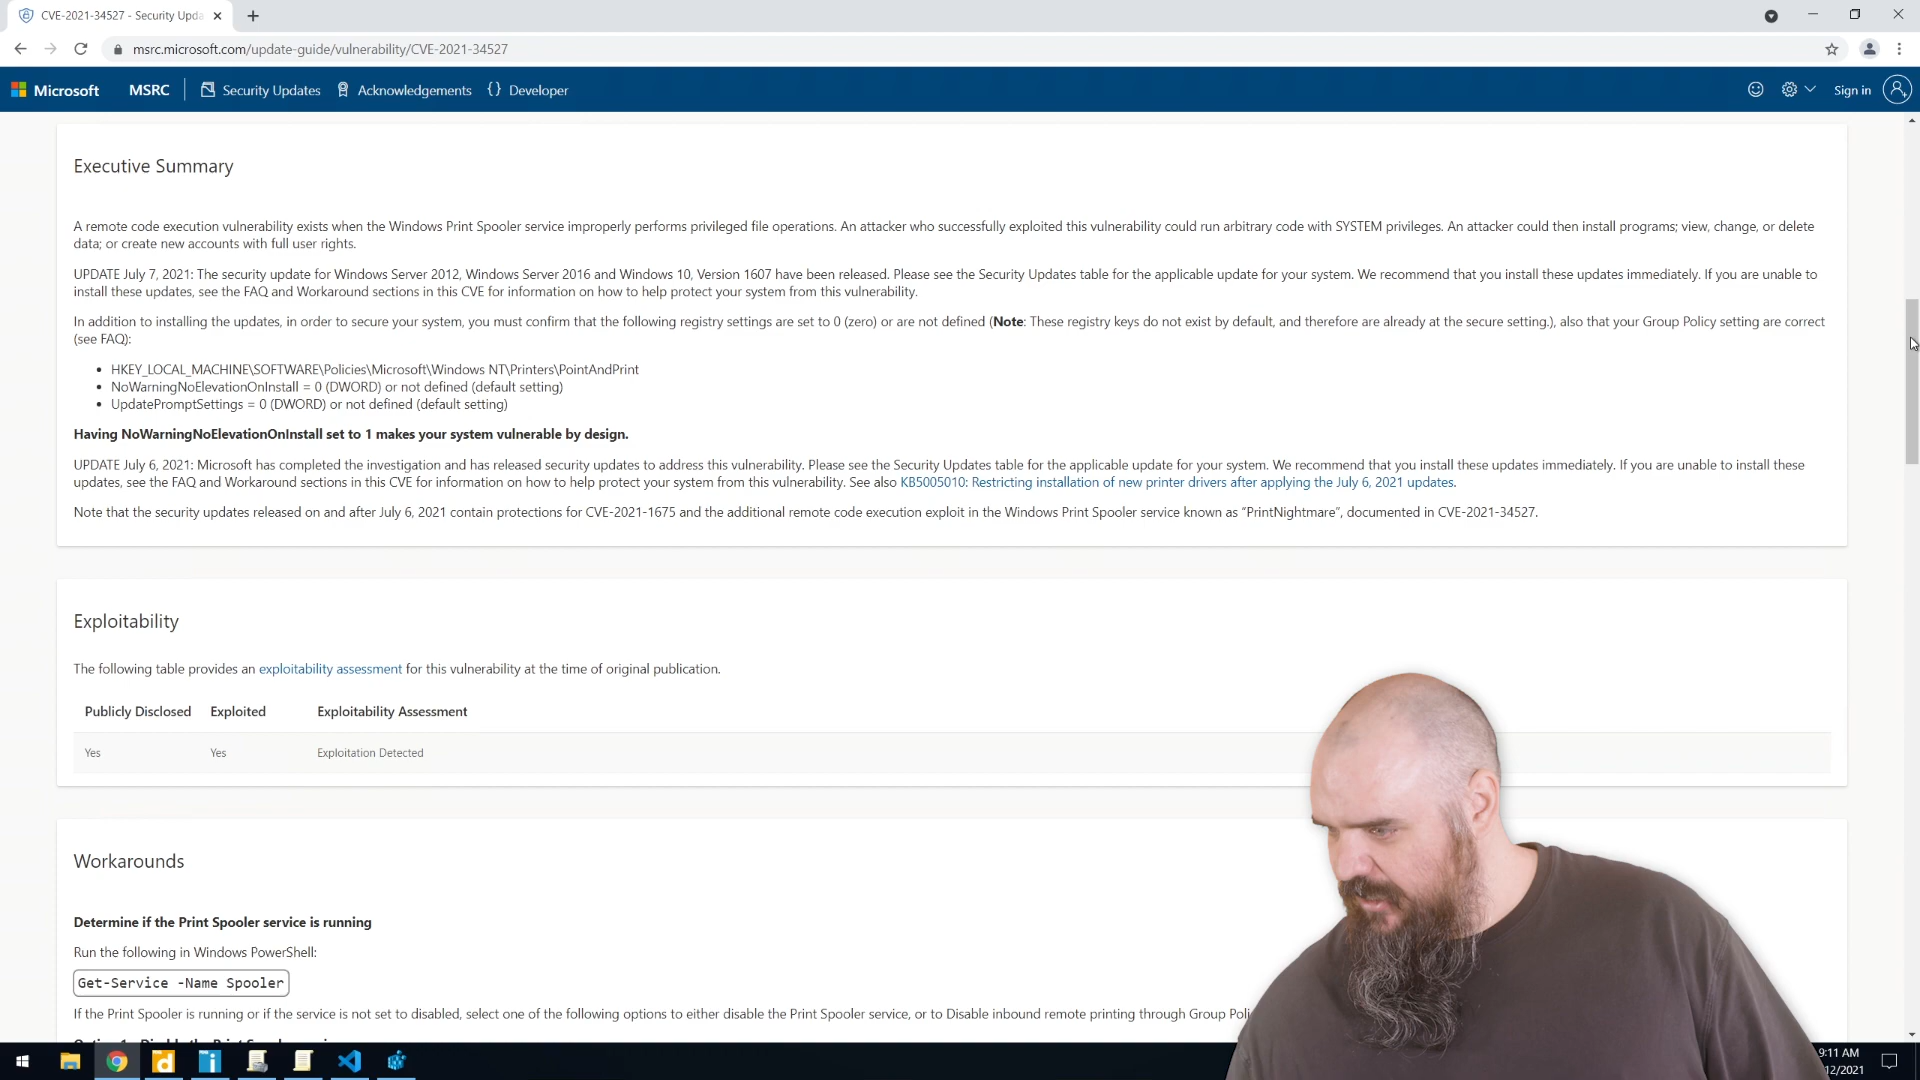 CVE-2021-34527 - Security Upda
msrc.microsoft.com/update-guide/vulnerability/CVE-2021-34527
Microsoft MSRC Security Updates Acknowledgements {} Developer Sign in
Executive Summary
A remote code execution vulnerability exists when the Windows Print Spooler service improperly performs privileged file operations. An attacker who successfully exploited this vulnerability could run arbitrary code with SYSTEM privileges. An attacker could then install programs; view, change, or delete
data; or create new accounts with full user rights.
UPDATE July 7, 2021: The security update for Windows Server 2012, Windows Server 2016 and Windows 10, Version 1607 have been released. Please see the Security Updates table for the applicable update for your system. We recommend that you install these updates immediately. If you are unable to
install these updates, see the FAQ and Workaround sections in this CVE for information on how to help protect your system from this vulnerability.
In addition to installing the updates, in order to secure your system, you must confirm that the following registry settings are set to 0 (zero) or are not defined (Note: These registry keys do not exist by default, and therefore are already at the secure setting.), also that your Group Policy setting are correct
(see FAQ):
• HKEY_LOCAL_MACHINE\SOFTWARE\Policies\Microsoft\Windows NT\Printers\PointAndPrint
• NoWarningNoElevationOnInstall = 0 (DWORD) or not defined (default setting)
• UpdatePromptSettings = 0 (DWORD) or not defined (default setting)
Having NoWarningNoElevationOnInstall set to 1 makes your system vulnerable by design.
UPDATE July 6, 2021: Microsoft has completed the investigation and has released security updates to address this vulnerability. Please see the Security Updates table for the applicable update for your system. We recommend that you install these updates immediately. If you are unable to install these
updates, see the FAQ and Workaround sections in this CVE for information on how to help protect your system from this vulnerability. See also KB5005010: Restricting installation of new printer drivers after applying the July 6, 2021 updates.
Note that the security updates released on and after July 6, 2021 contain protections for CVE-2021-1675 and the additional remote code execution exploit in the Windows Print Spooler service known as “PrintNightmare”, documented in CVE-2021-34527.
Exploitability
The following table provides an exploitability assessment for this vulnerability at the time of original publication.
Publicly Disclosed Exploited Exploitability Assessment
Yes Yes Exploitation Detected
Workarounds
Determine if the Print Spooler service is running
Run the following in Windows PowerShell:
Get-Service -Name Spooler
If the Print Spooler is running or if the service is not set to disabled, select one of the following options to either disable the Print Spooler service, or to Disable inbound remote printing through Group Poli
9:11 AM
12/2021